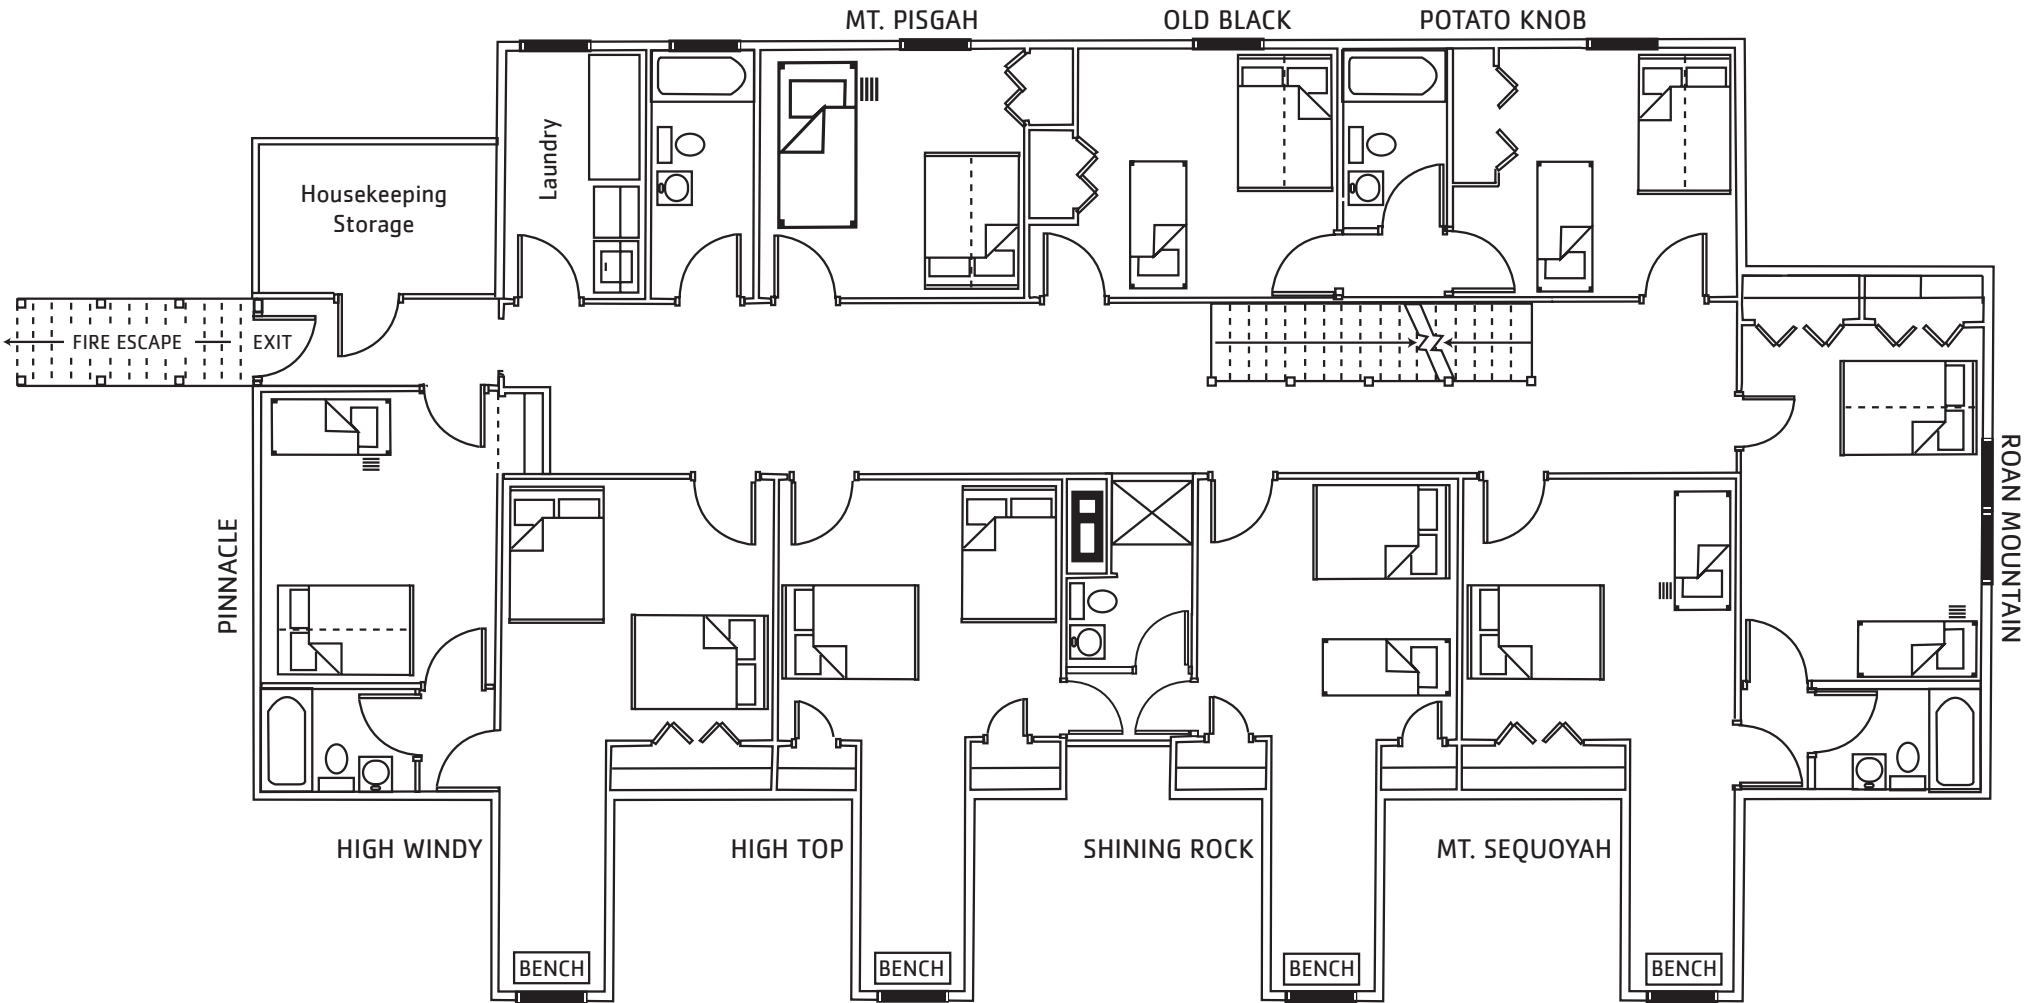 MT. PISGAH
OLD BLACK
POTATO KNOB
Laundry
Housekeeping
Storage
FIRE ESCAPE
EXIT
PINNACLE
ROAN MOUNTAIN
HIGH WINDY
HIGH TOP
SHINING ROCK
MT. SEQUOYAH
BENCH
BENCH
BENCH
BENCH